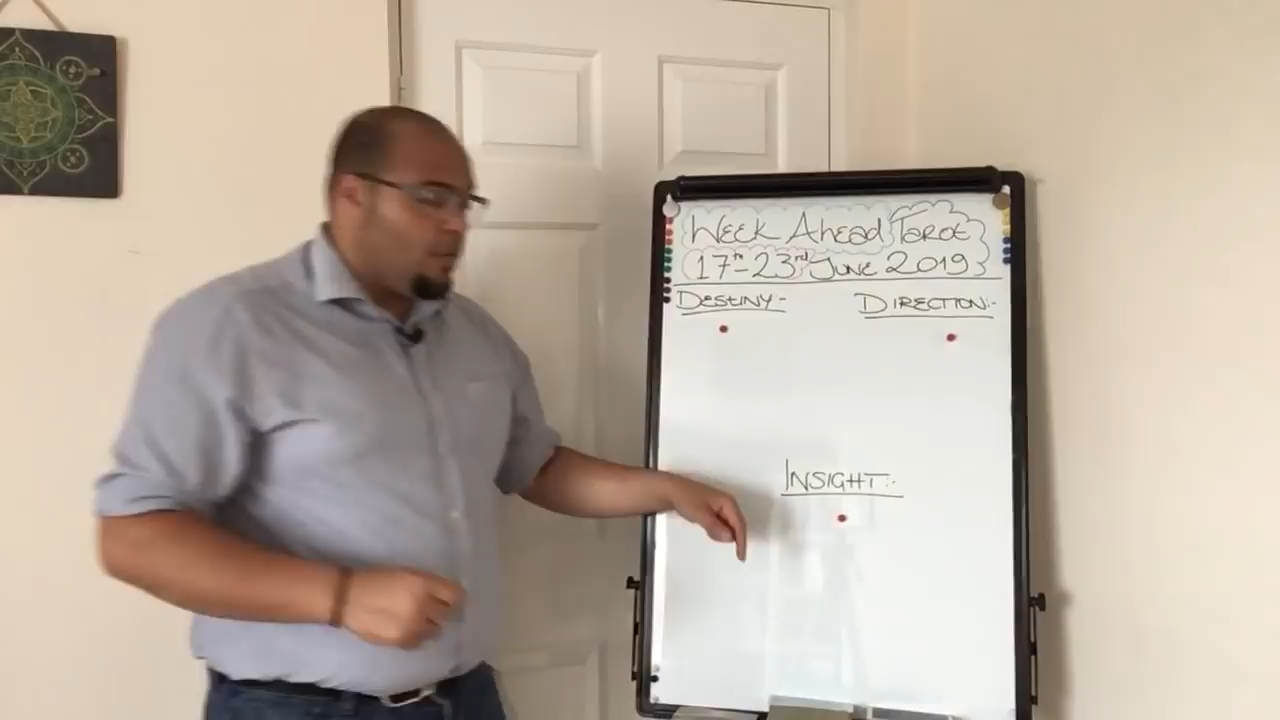 Week Ahead Tarot
17th-23rd June 2019
Destiny:-
Direction:-
Insight:-